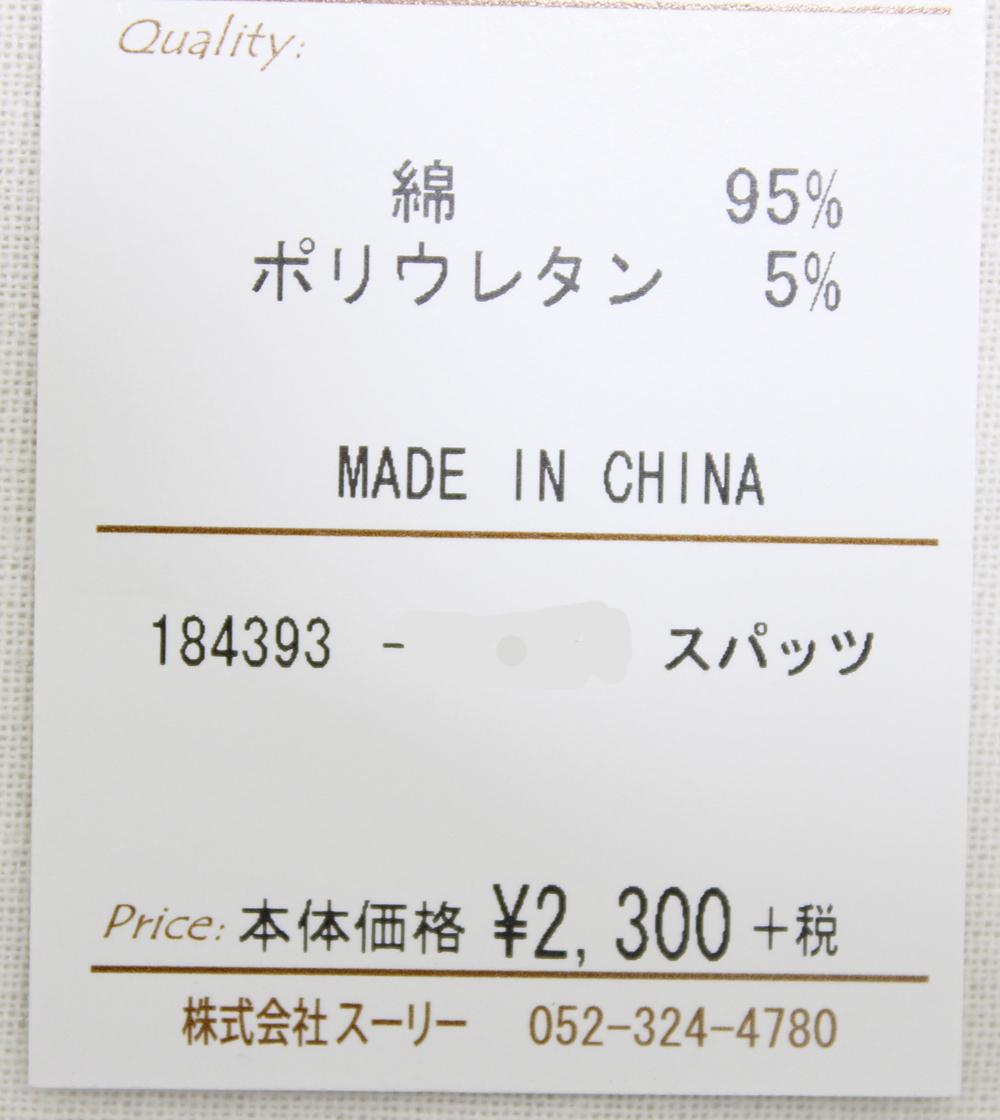 Quality:
綿 95%
ポリウレタン 5%
MADE IN CHINA
184393 - スパッツ
Price: 本体価格 ¥2,300+税
株式会社スーリー 052-324-4780